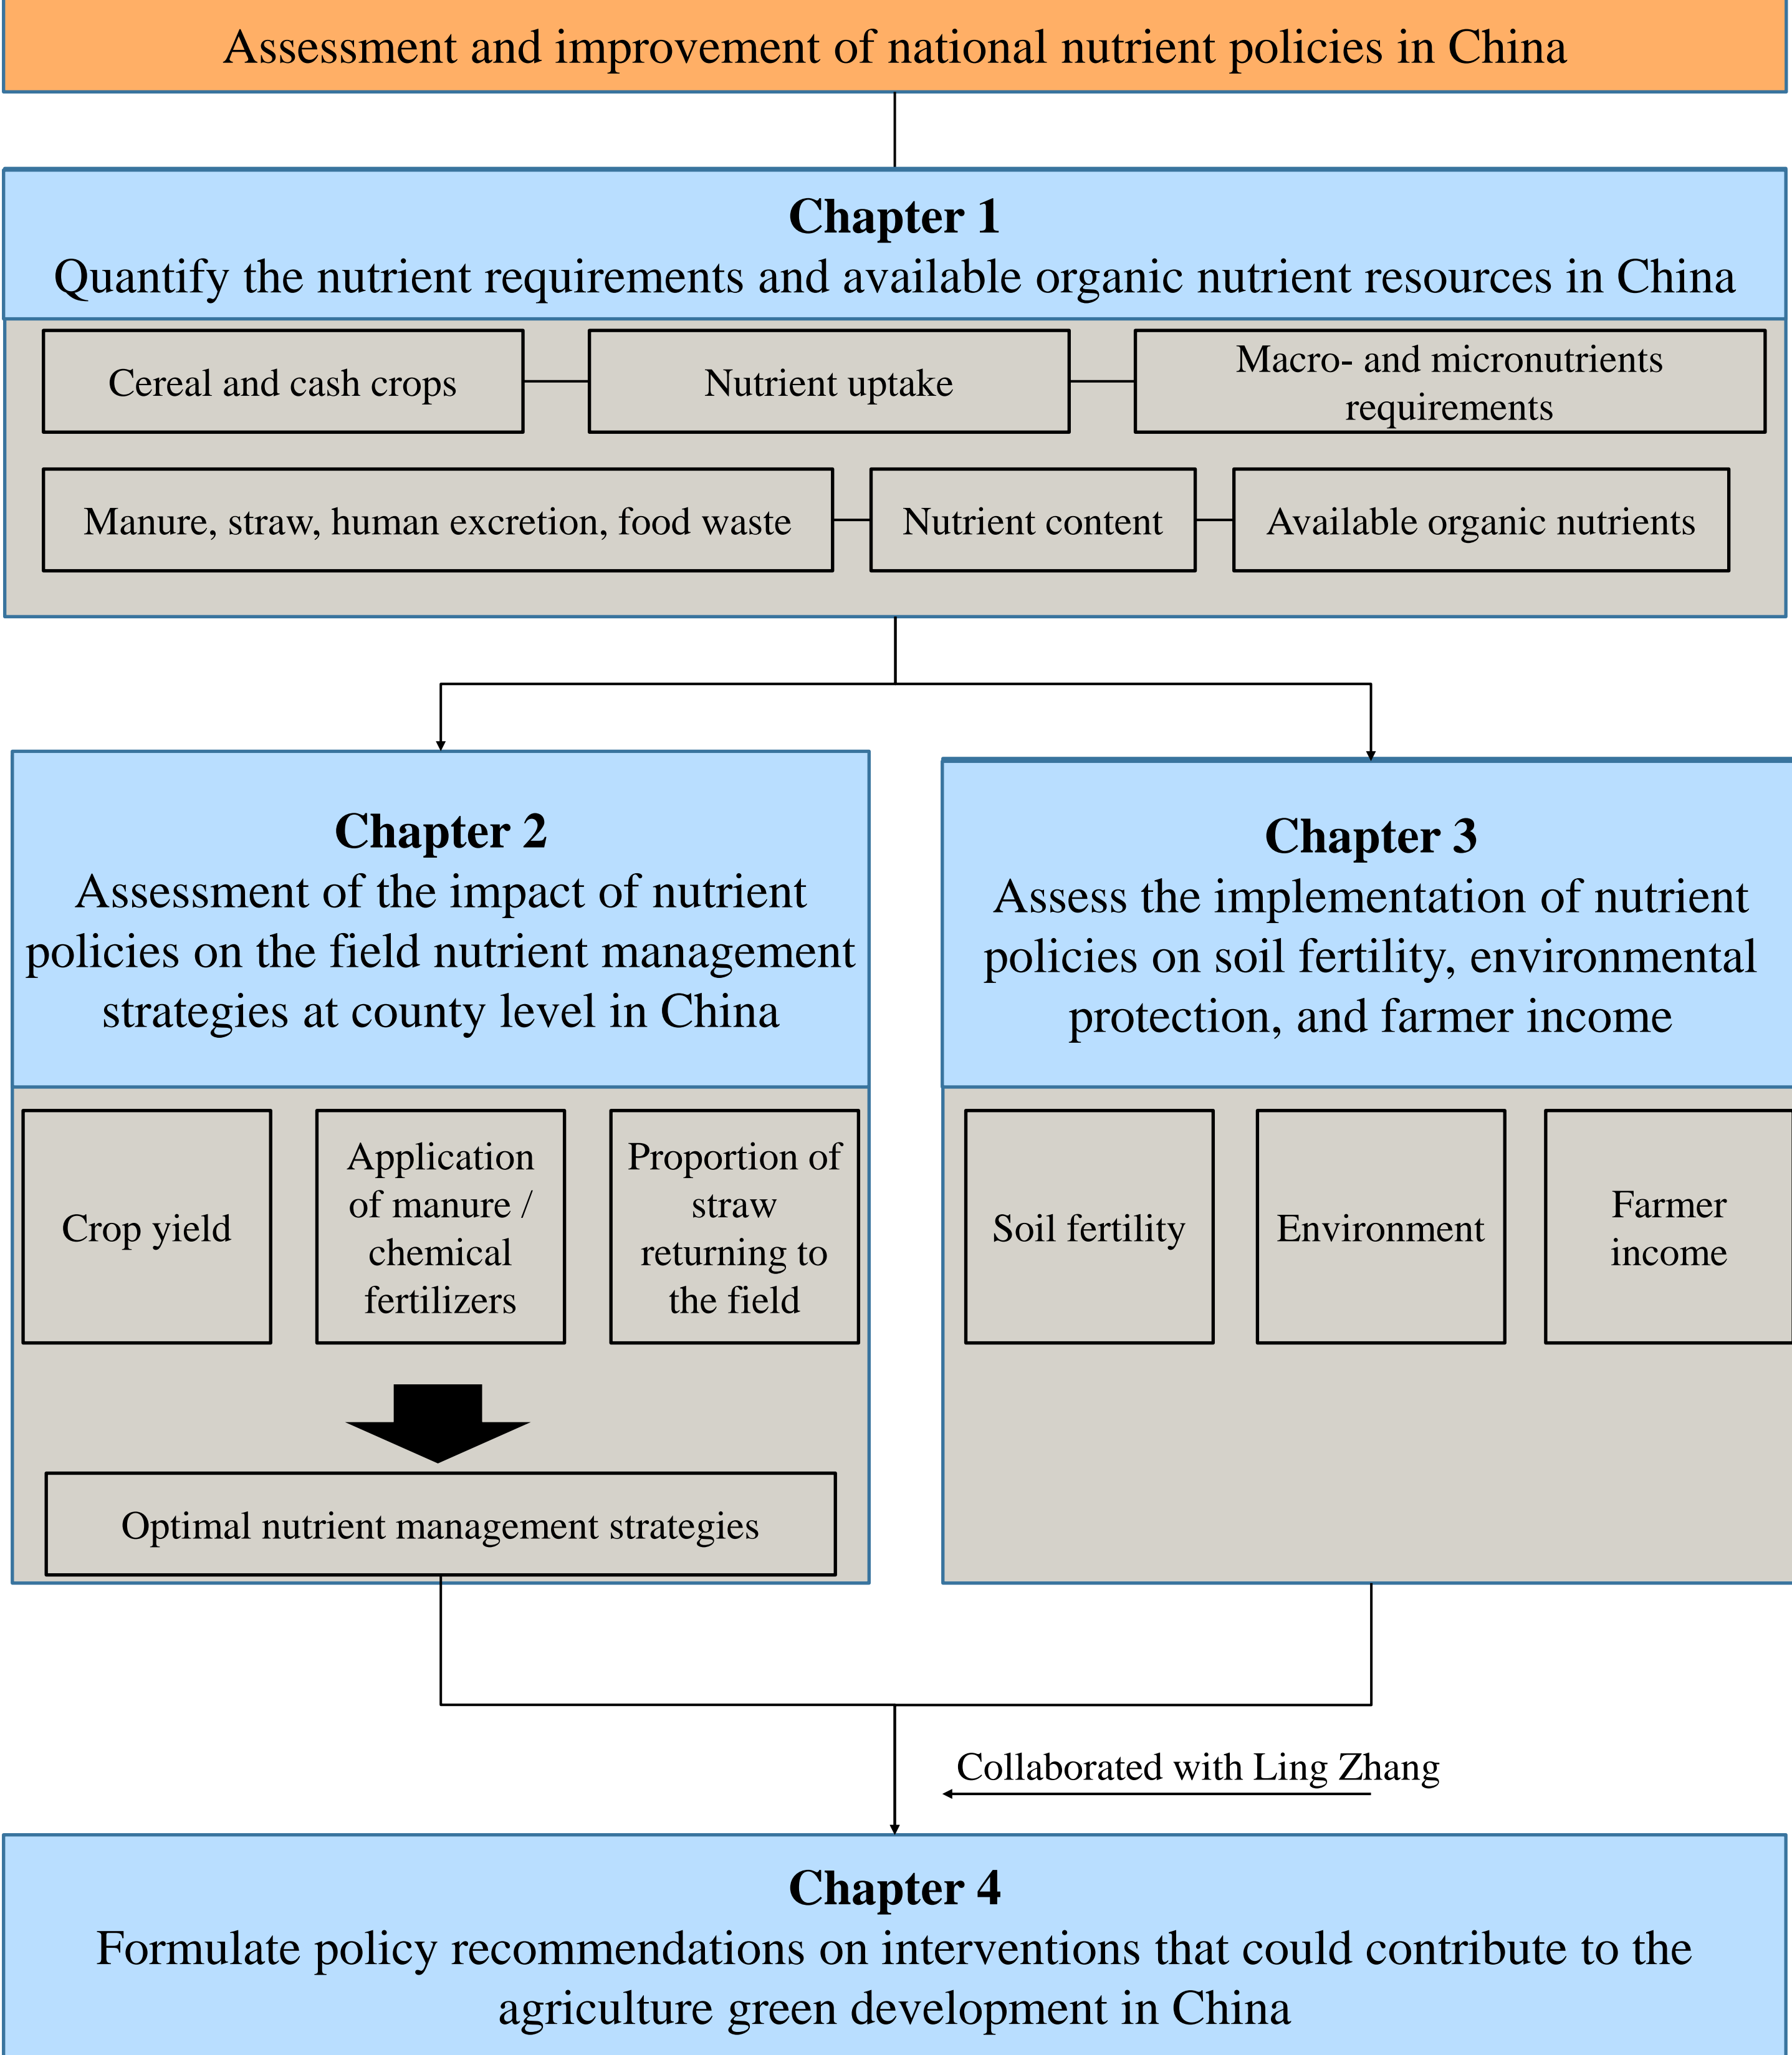 Assessment and improvement of national nutrient policies in China
Chapter 1
Quantify the nutrient requirements and available organic nutrient resources in China
Cereal and cash crops
Nutrient uptake
Macro- and micronutrients
requirements
Manure, straw, human excretion, food waste
Nutrient content
Available organic nutrients
Chapter 2
Assessment of the impact of nutrient
policies on the field nutrient management
strategies at county level in China
Crop yield
Application
of manure /
chemical
fertilizers
Proportion of
straw
returning to
the field
Optimal nutrient management strategies
Chapter 3
Assess the implementation of nutrient
policies on soil fertility, environmental
protection, and farmer income
Soil fertility
Environment
Farmer
income
Collaborated with Ling Zhang
Chapter 4
Formulate policy recommendations on interventions that could contribute to the
agriculture green development in China